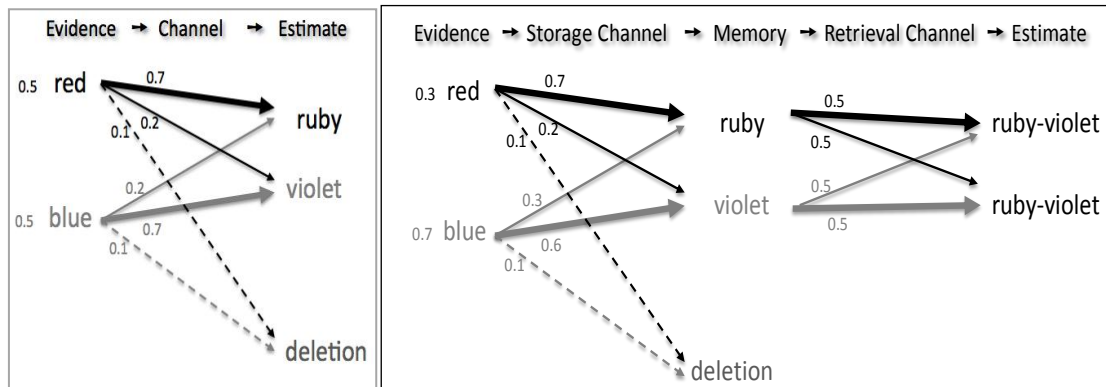 Evidence → Channel → Estimate
0.5 red 0.7 ruby
0.2
0.1
0.2 violet
0.5 blue 0.7
0.1
deletion
Evidence → Storage Channel → Memory → Retrieval Channel → Estimate
0.3 red 0.7 ruby 0.5 ruby-violet
0.2 0.5
0.1
0.3 0.5
0.7 blue 0.6 violet 0.5 ruby-violet
0.1
deletion